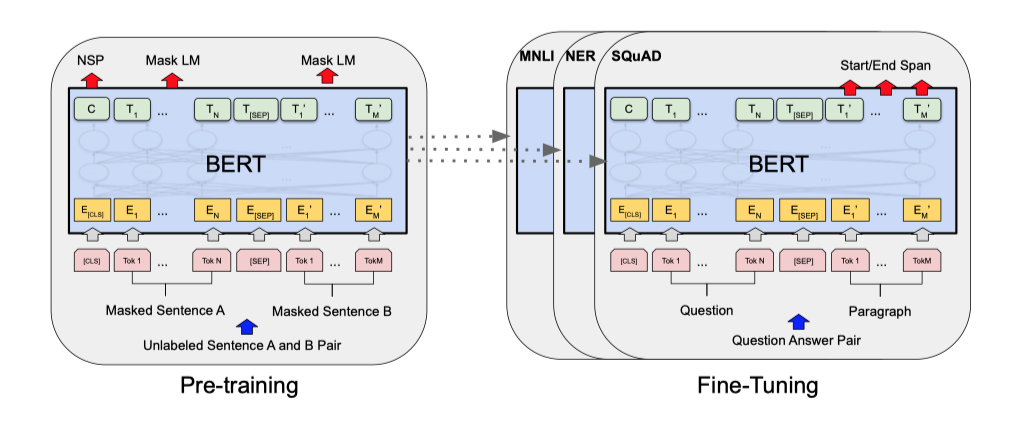 NSP Mask LM Mask LM
C T1 ... TN T[SEP] T1' ... TM'
BERT
E[CLS] E1 ... EN E[SEP] E1' ... EM'
[CLS] Tok 1 ... Tok N [SEP] Tok 1 ... TokM
Masked Sentence A Masked Sentence B
Unlabeled Sentence A and B Pair
Pre-training
MNLI NER SQuAD
Start/End Span
C T1 ... TN T[SEP] T1' ... TM'
BERT
E[CLS] E1 ... EN E[SEP] E1' ... EM'
[CLS] Tok 1 ... Tok N [SEP] Tok 1 ... TokM
Question Paragraph
Question Answer Pair
Fine-Tuning